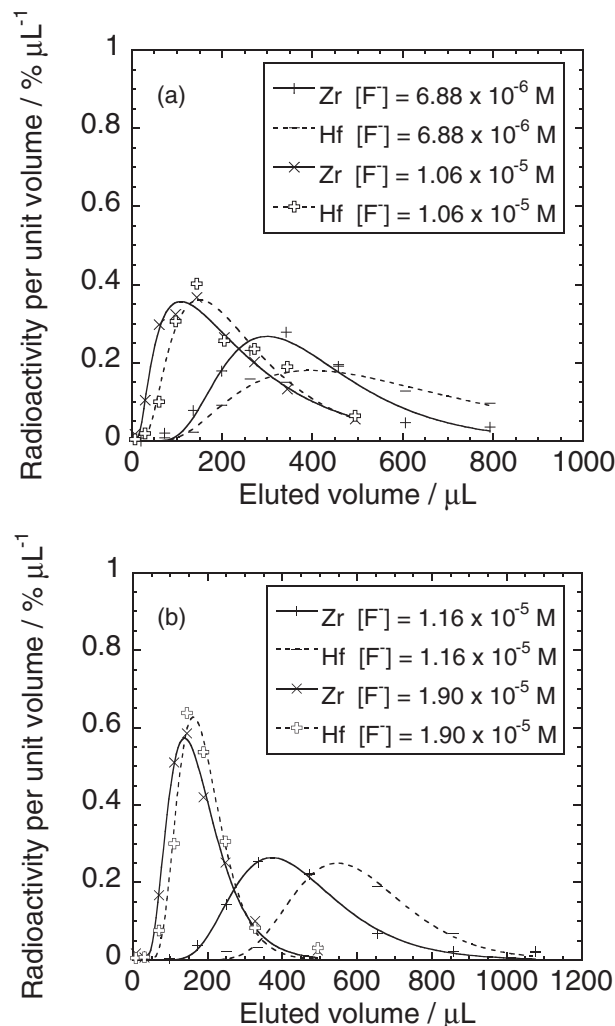 1
0.8
0.6
0.4
0.2
0
(a)
Zr [F⁻] = 6.88 x 10⁻⁶ M
Hf [F⁻] = 6.88 x 10⁻⁶ M
Zr [F⁻] = 1.06 x 10⁻⁵ M
Hf [F⁻] = 1.06 x 10⁻⁵ M
Radioactivity per unit volume / % μL⁻¹
0 200 400 600 800 1000
Eluted volume / μL
1
0.8
0.6
0.4
0.2
0
(b)
Zr [F⁻] = 1.16 x 10⁻⁵ M
Hf [F⁻] = 1.16 x 10⁻⁵ M
Zr [F⁻] = 1.90 x 10⁻⁵ M
Hf [F⁻] = 1.90 x 10⁻⁵ M
Radioactivity per unit volume / % μL⁻¹
0 200 400 600 800 1000 1200
Eluted volume / μL